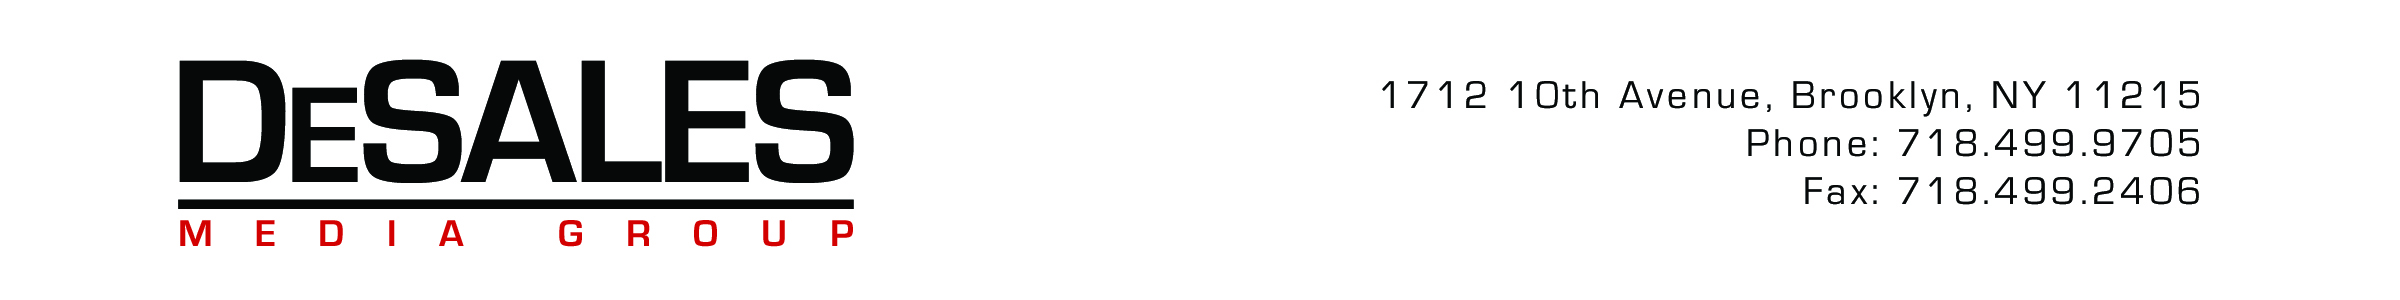 DeSALES
MEDIA GROUP
1712 10th Avenue, Brooklyn, NY 11215
Phone: 718.499.9705
Fax: 718.499.2406